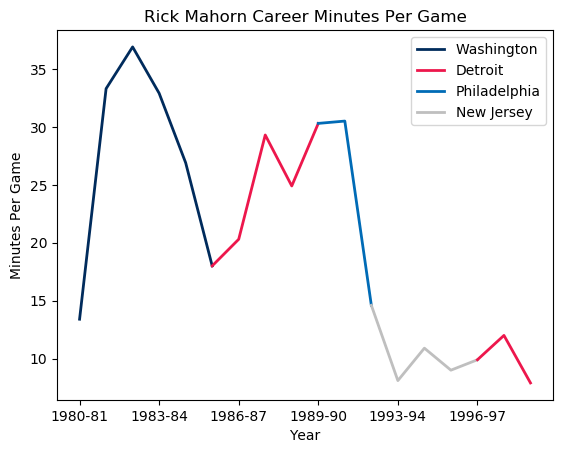 Rick Mahorn Career Minutes Per Game
Washington
Detroit
Philadelphia
New Jersey
Minutes Per Game
35
30
25
20
15
10
1980-81 1983-84 1986-87 1989-90 1993-94 1996-97
Year